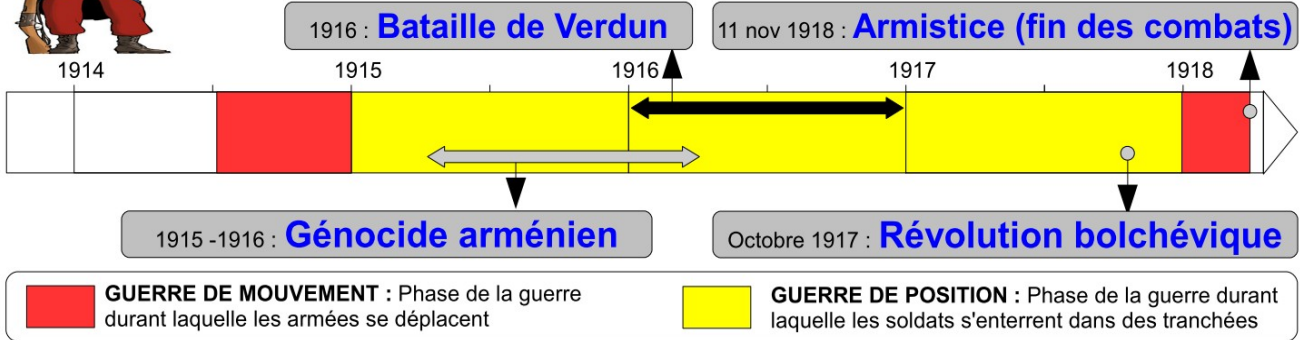 1916 : Bataille de Verdun
11 nov 1918 : Armistice (fin des combats)
1914 1915 1916 1917 1918
1915 -1916 : Génocide arménien
Octobre 1917 : Révolution bolchévique
GUERRE DE MOUVEMENT : Phase de la guerre
durant laquelle les armées se déplacent
GUERRE DE POSITION : Phase de la guerre durant
laquelle les soldats s'enterrent dans des tranchées